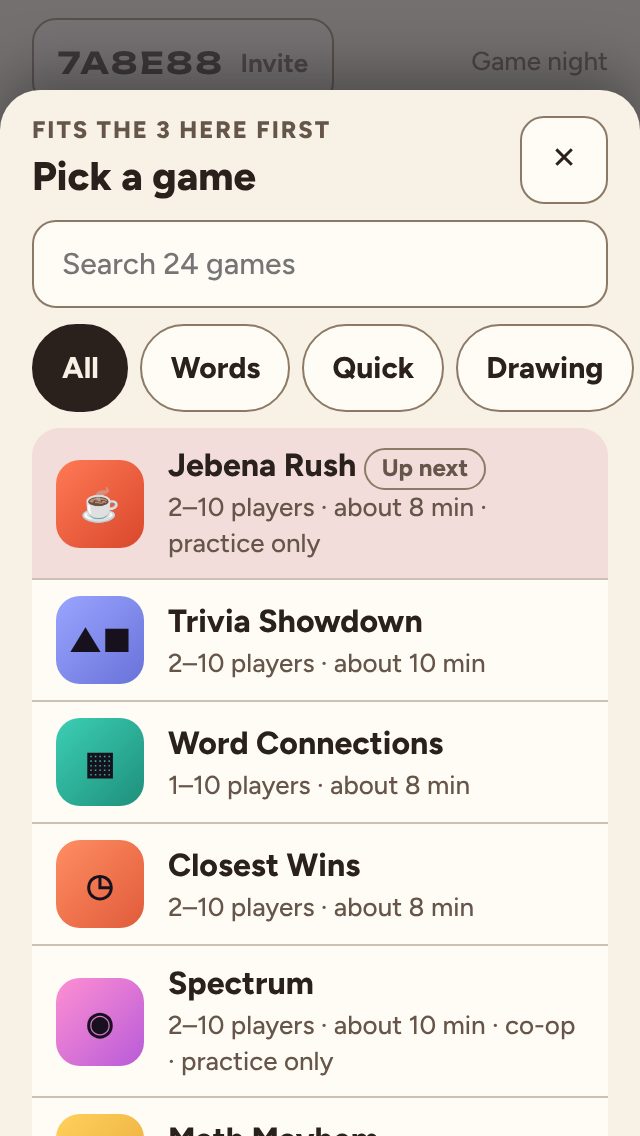 7A8E88 Invite
Game night
FITS THE 3 HERE FIRST
Pick a game
✕
Search 24 games
All
Words
Quick
Drawing
Jebena Rush Up next
2–10 players · about 8 min ·
practice only
Trivia Showdown
2–10 players · about 10 min
Word Connections
1–10 players · about 8 min
Closest Wins
2–10 players · about 8 min
Spectrum
2–10 players · about 10 min · co-op
· practice only
Math Mayhem